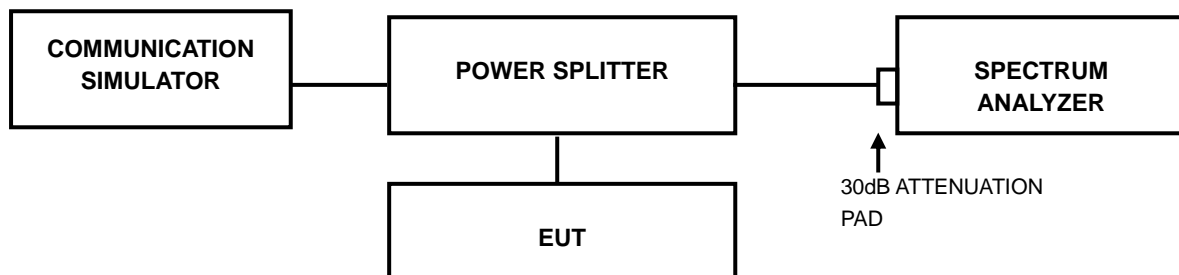 COMMUNICATION
SIMULATOR
POWER SPLITTER
SPECTRUM
ANALYZER
30dB ATTENUATION
PAD
EUT